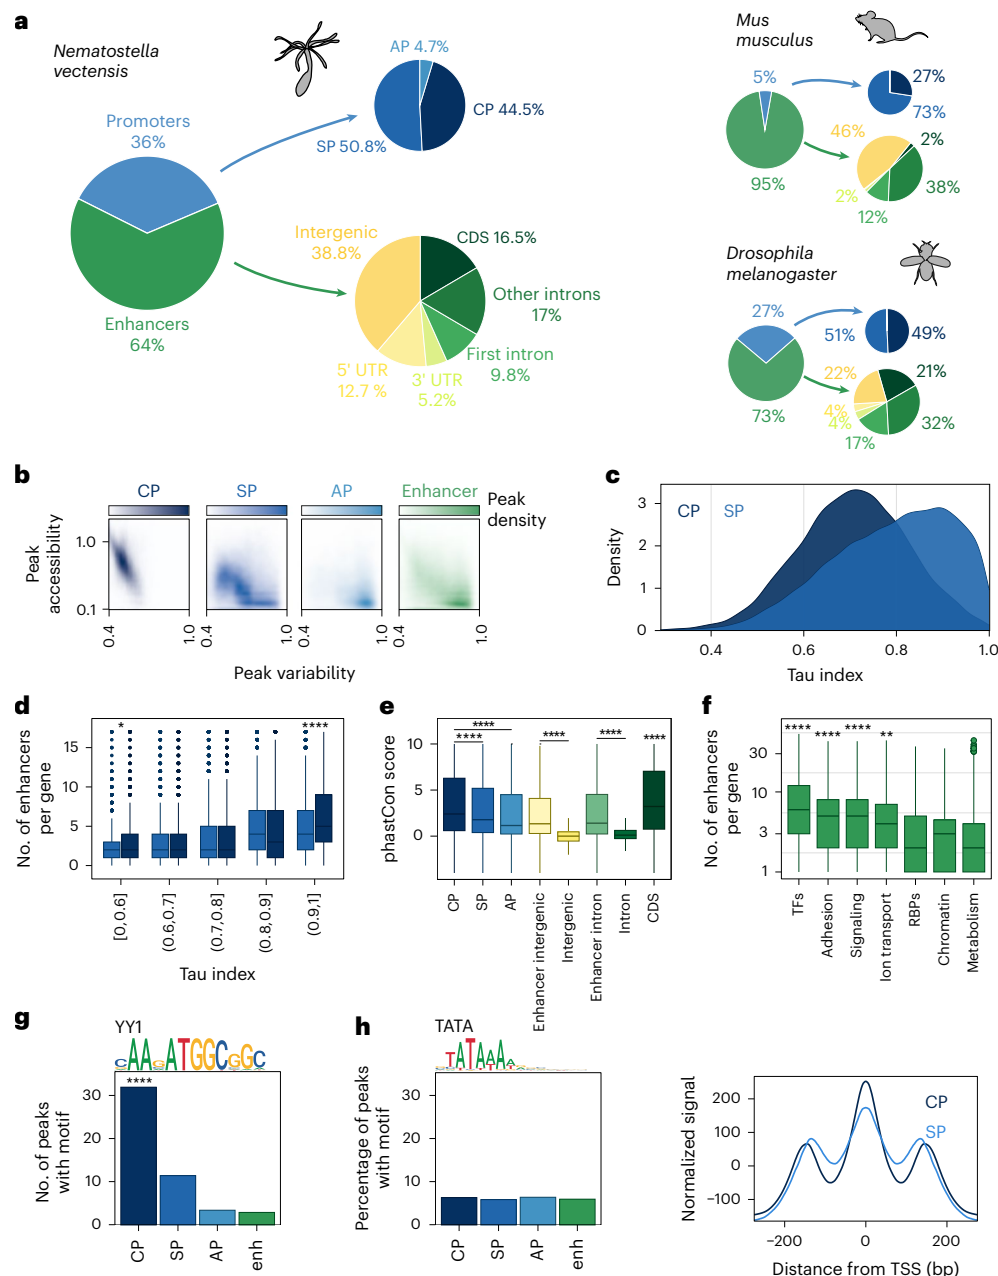 a
Nematostella
vectensis
Promoters
36%
Enhancers
64%
AP 4.7%
CP 44.5%
SP 50.8%
Intergenic
38.8%
CDS 16.5%
Other introns
17%
First intron
9.8%
3' UTR
5.2%
5' UTR
12.7 %
Mus
musculus
5%
95%
27%
73%
46%
2%
38%
12%
2%
Drosophila
melanogaster
27%
73%
51%
49%
22%
21%
32%
17%
4%
4%
b
CP
SP
AP
Enhancer
Peak
density
Peak
accessibility
1.0
0.1
0.4
1.0
0.4
1.0
0.4
1.0
0.4
1.0
Peak variability
c
CP
SP
Density
3
2
1
0
0.4
0.6
0.8
1.0
Tau index
d
No. of enhancers
per gene
15
10
5
0
*
****
[0,0.6]
(0.6,0.7]
(0.7,0.8]
(0.8,0.9]
(0.9,1]
Tau index
e
phastCon score
10
5
0
****
****
****
****
****
CP
SP
AP
Enhancer intergenic
Intergenic
Enhancer intron
Intron
CDS
f
No. of enhancers
per gene
30
10
3
1
****
****
****
**
TFs
Adhesion
Signaling
Ion transport
RBPs
Chromatin
Metabolism
g
YY1
CAAGATGGCGGC
No. of peaks
with motif
30
20
10
0
****
CP
SP
AP
enh
h
TATA
TATAAAA
Percentage of peaks
with motif
30
20
10
0
CP
SP
AP
enh
Normalized signal
200
100
0
−100
CP
SP
−200
0
200
Distance from TSS (bp)